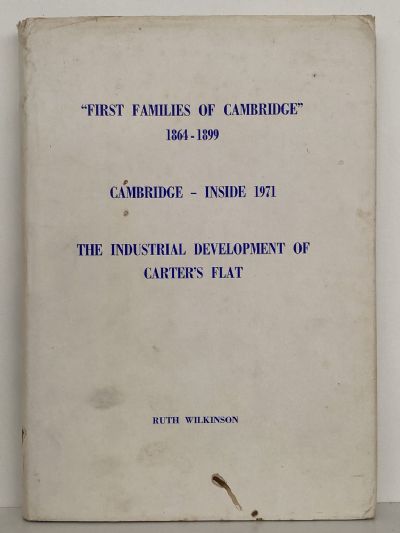 "FIRST FAMILIES OF CAMBRIDGE"
1864-1899
CAMBRIDGE - INSIDE 1971
THE INDUSTRIAL DEVELOPMENT OF
CARTER'S FLAT
RUTH WILKINSON